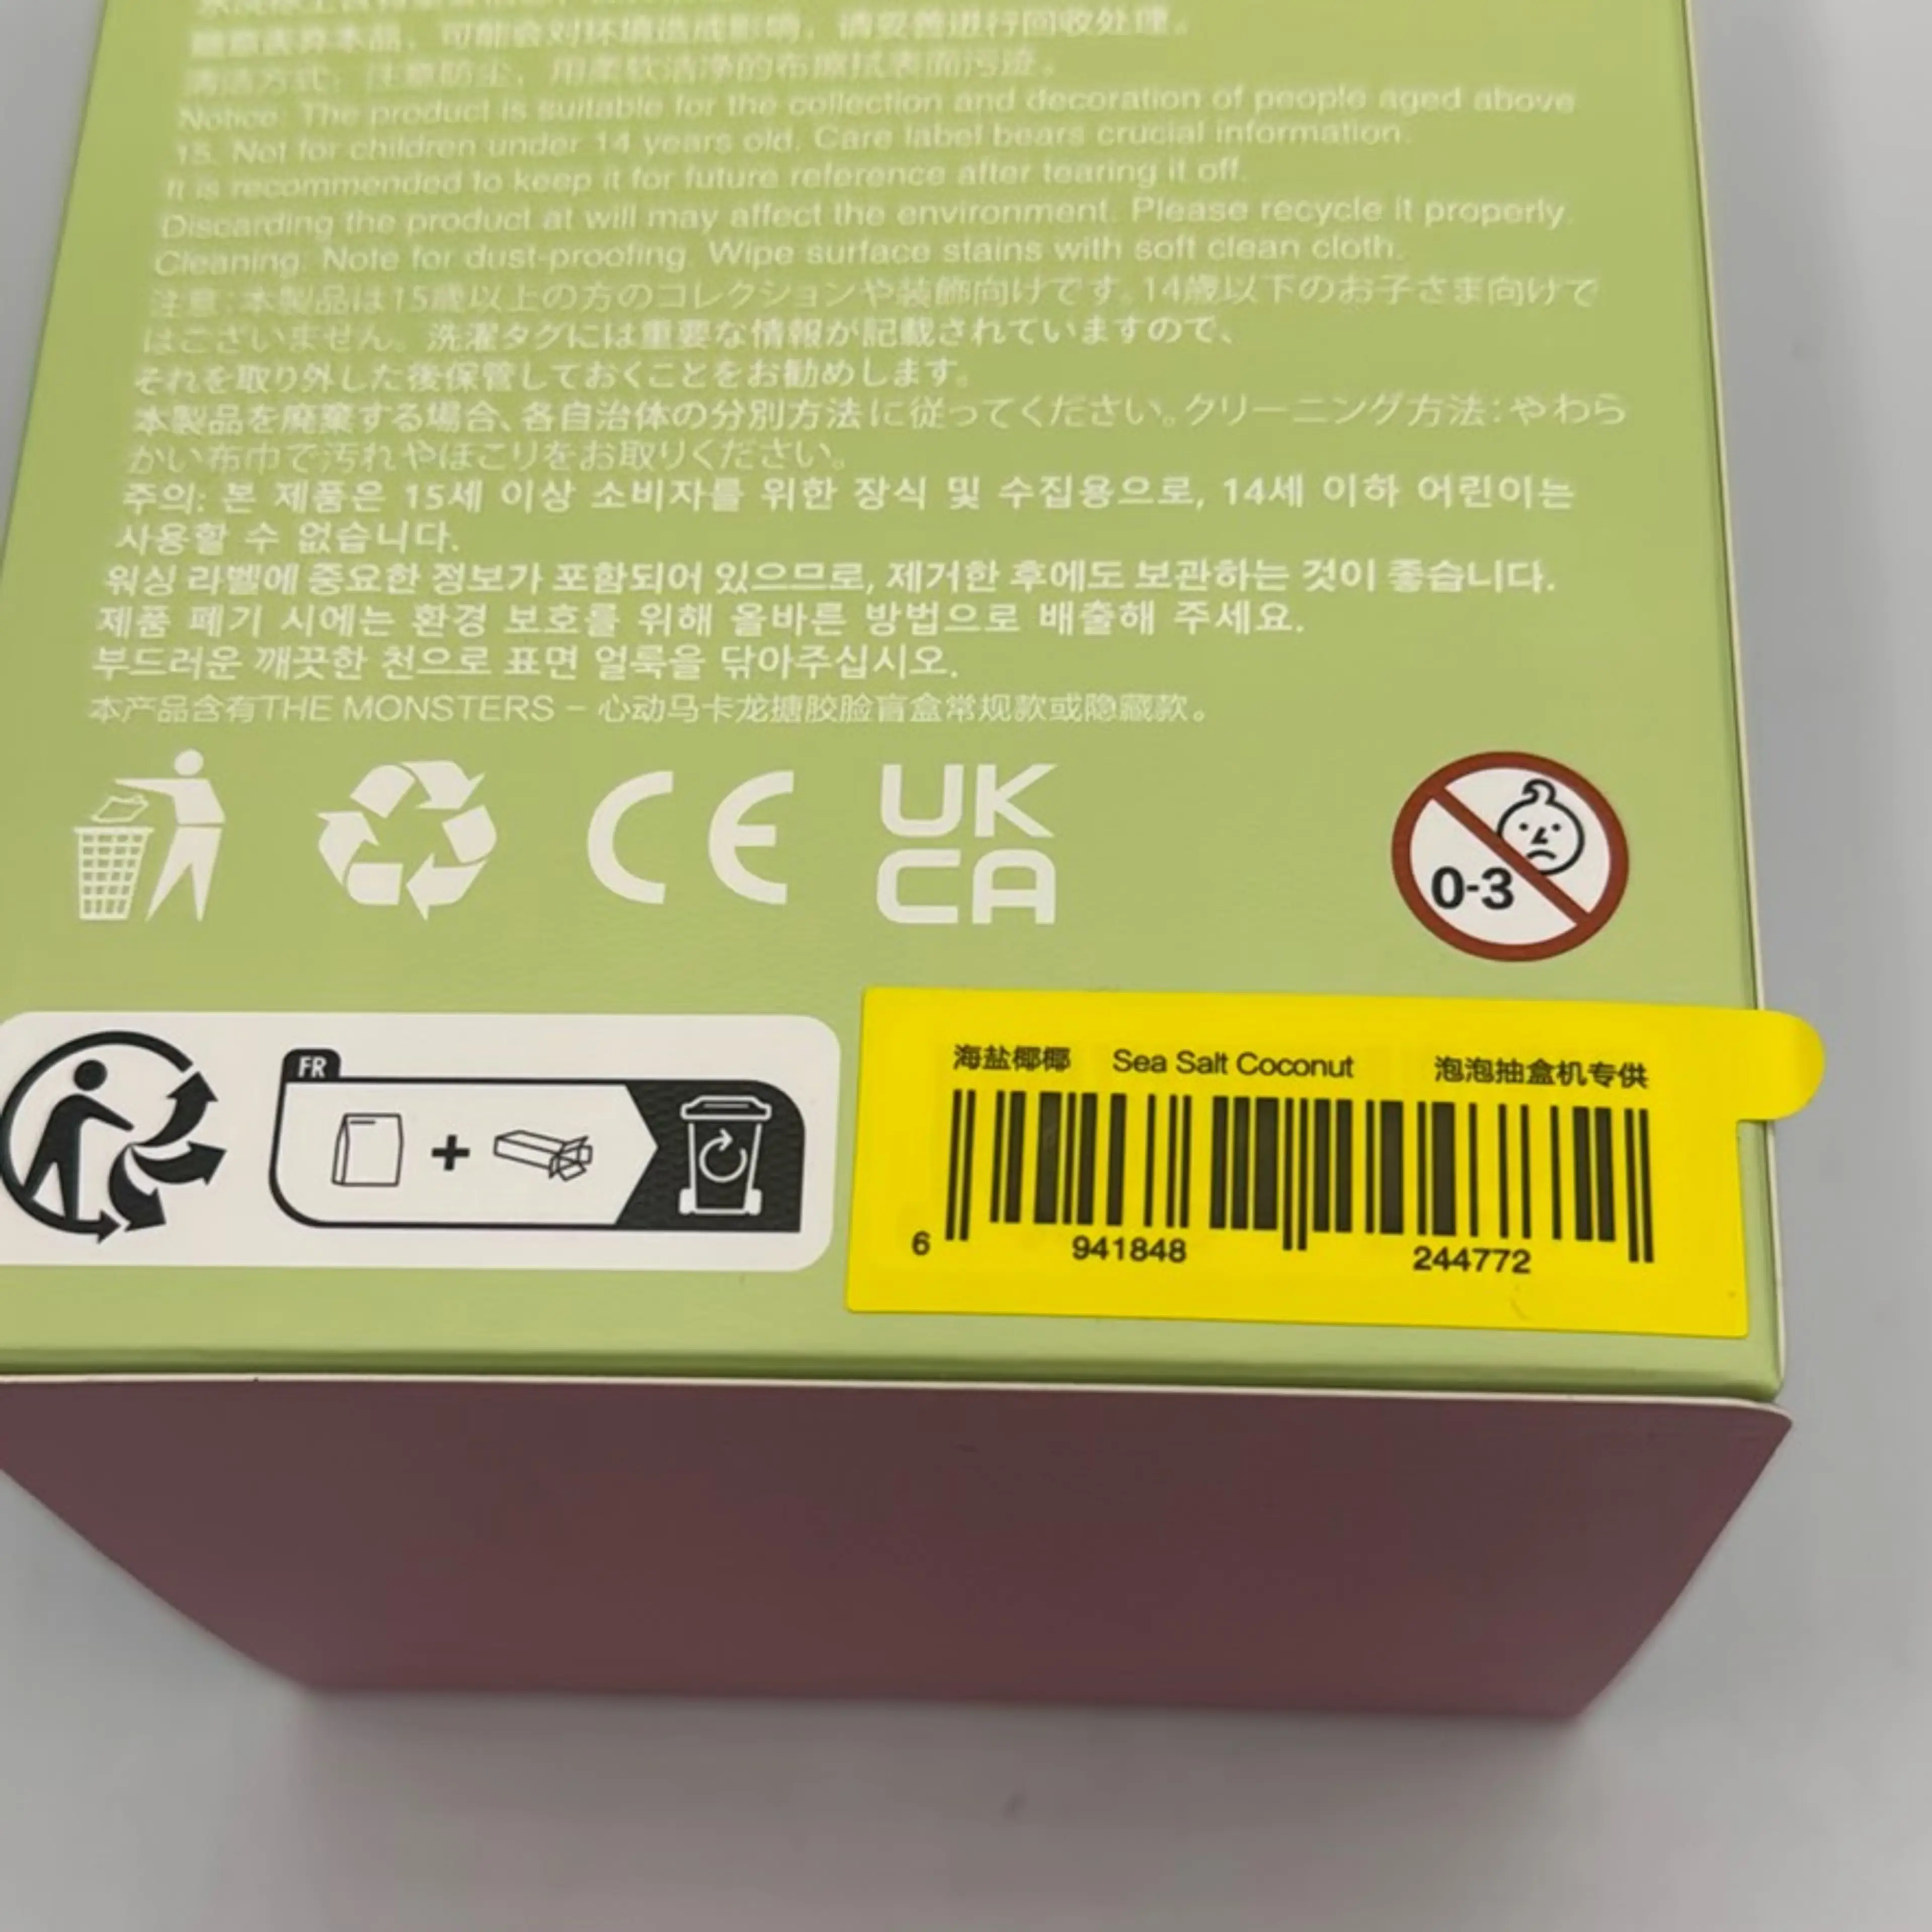 随意丢弃本品，可能会对环境造成影响，请妥善进行回收处理。
清洁方式：注意防尘，用柔软洁净的布擦拭表面污渍。
Notice: The product is suitable for the collection and decoration of people aged above
15. Not for children under 14 years old. Care label bears crucial information.
It is recommended to keep it for future reference after tearing it off.
Discarding the product at will may affect the environment. Please recycle it properly.
Cleaning: Note for dust-proofing. Wipe surface stains with soft clean cloth.
注意：本製品は15歳以上の方のコレクションや装飾向けです。14歳以下のお子さま向けで
はございません。洗濯タグには重要な情報が記載されていますので、
それを取り外した後保管しておくことをお勧めします。
本製品を廃棄する場合、各自治体の分別方法に従ってください。クリーニング方法：やわら
かい布巾で汚れやほこりをお取りください。
주의: 본 제품은 15세 이상 소비자를 위한 장식 및 수집용으로, 14세 이하 어린이는
사용할 수 없습니다.
워싱 라벨에 중요한 정보가 포함되어 있으므로, 제거한 후에도 보관하는 것이 좋습니다.
제품 폐기 시에는 환경 보호를 위해 올바른 방법으로 배출해 주세요.
부드러운 깨끗한 천으로 표면 얼룩을 닦아주십시오.
本产品含有THE MONSTERS – 心动马卡龙搪胶脸盲盒常规款或隐藏款。
CE
UK
CA
0-3
FR
海盐椰椰 Sea Salt Coconut 泡泡抽盒机专供
6 941848 244772